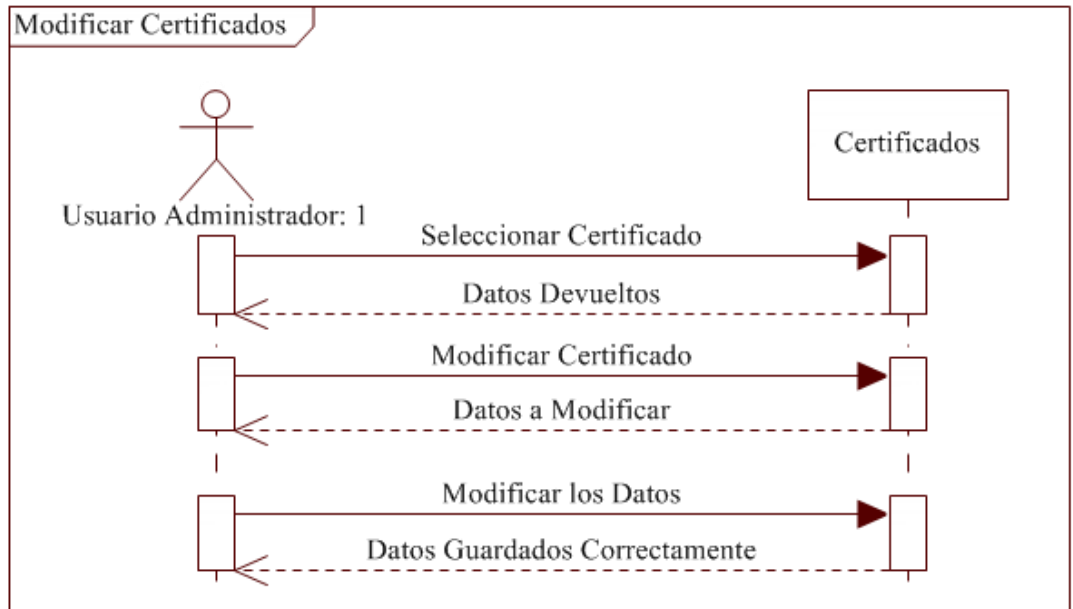 Modificar Certificados
Certificados
Usuario Administrador: 1
Seleccionar Certificado
Datos Devueltos
Modificar Certificado
Datos a Modificar
Modificar los Datos
Datos Guardados Correctamente